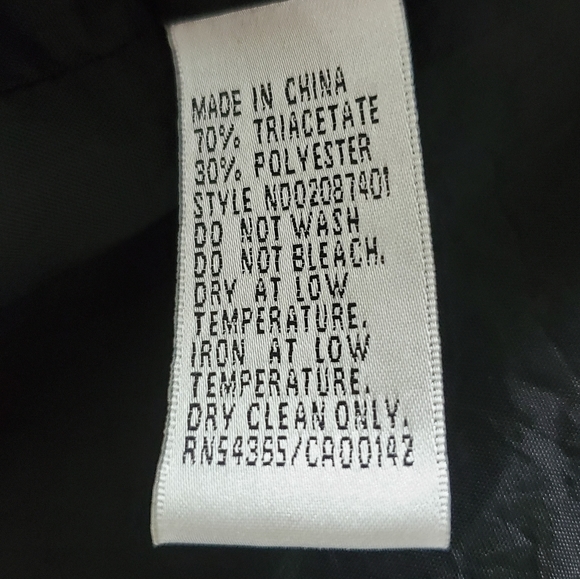 MADE IN CHINA
70% TRIACETATE
30% POLYESTER
STYLE N002087401
DO NOT WASH
DO NOT BLEACH.
DRY AT LOW
TEMPERATURE.
IRON AT LOW
TEMPERATURE.
DRY CLEAN ONLY.
RN54365/CA00142